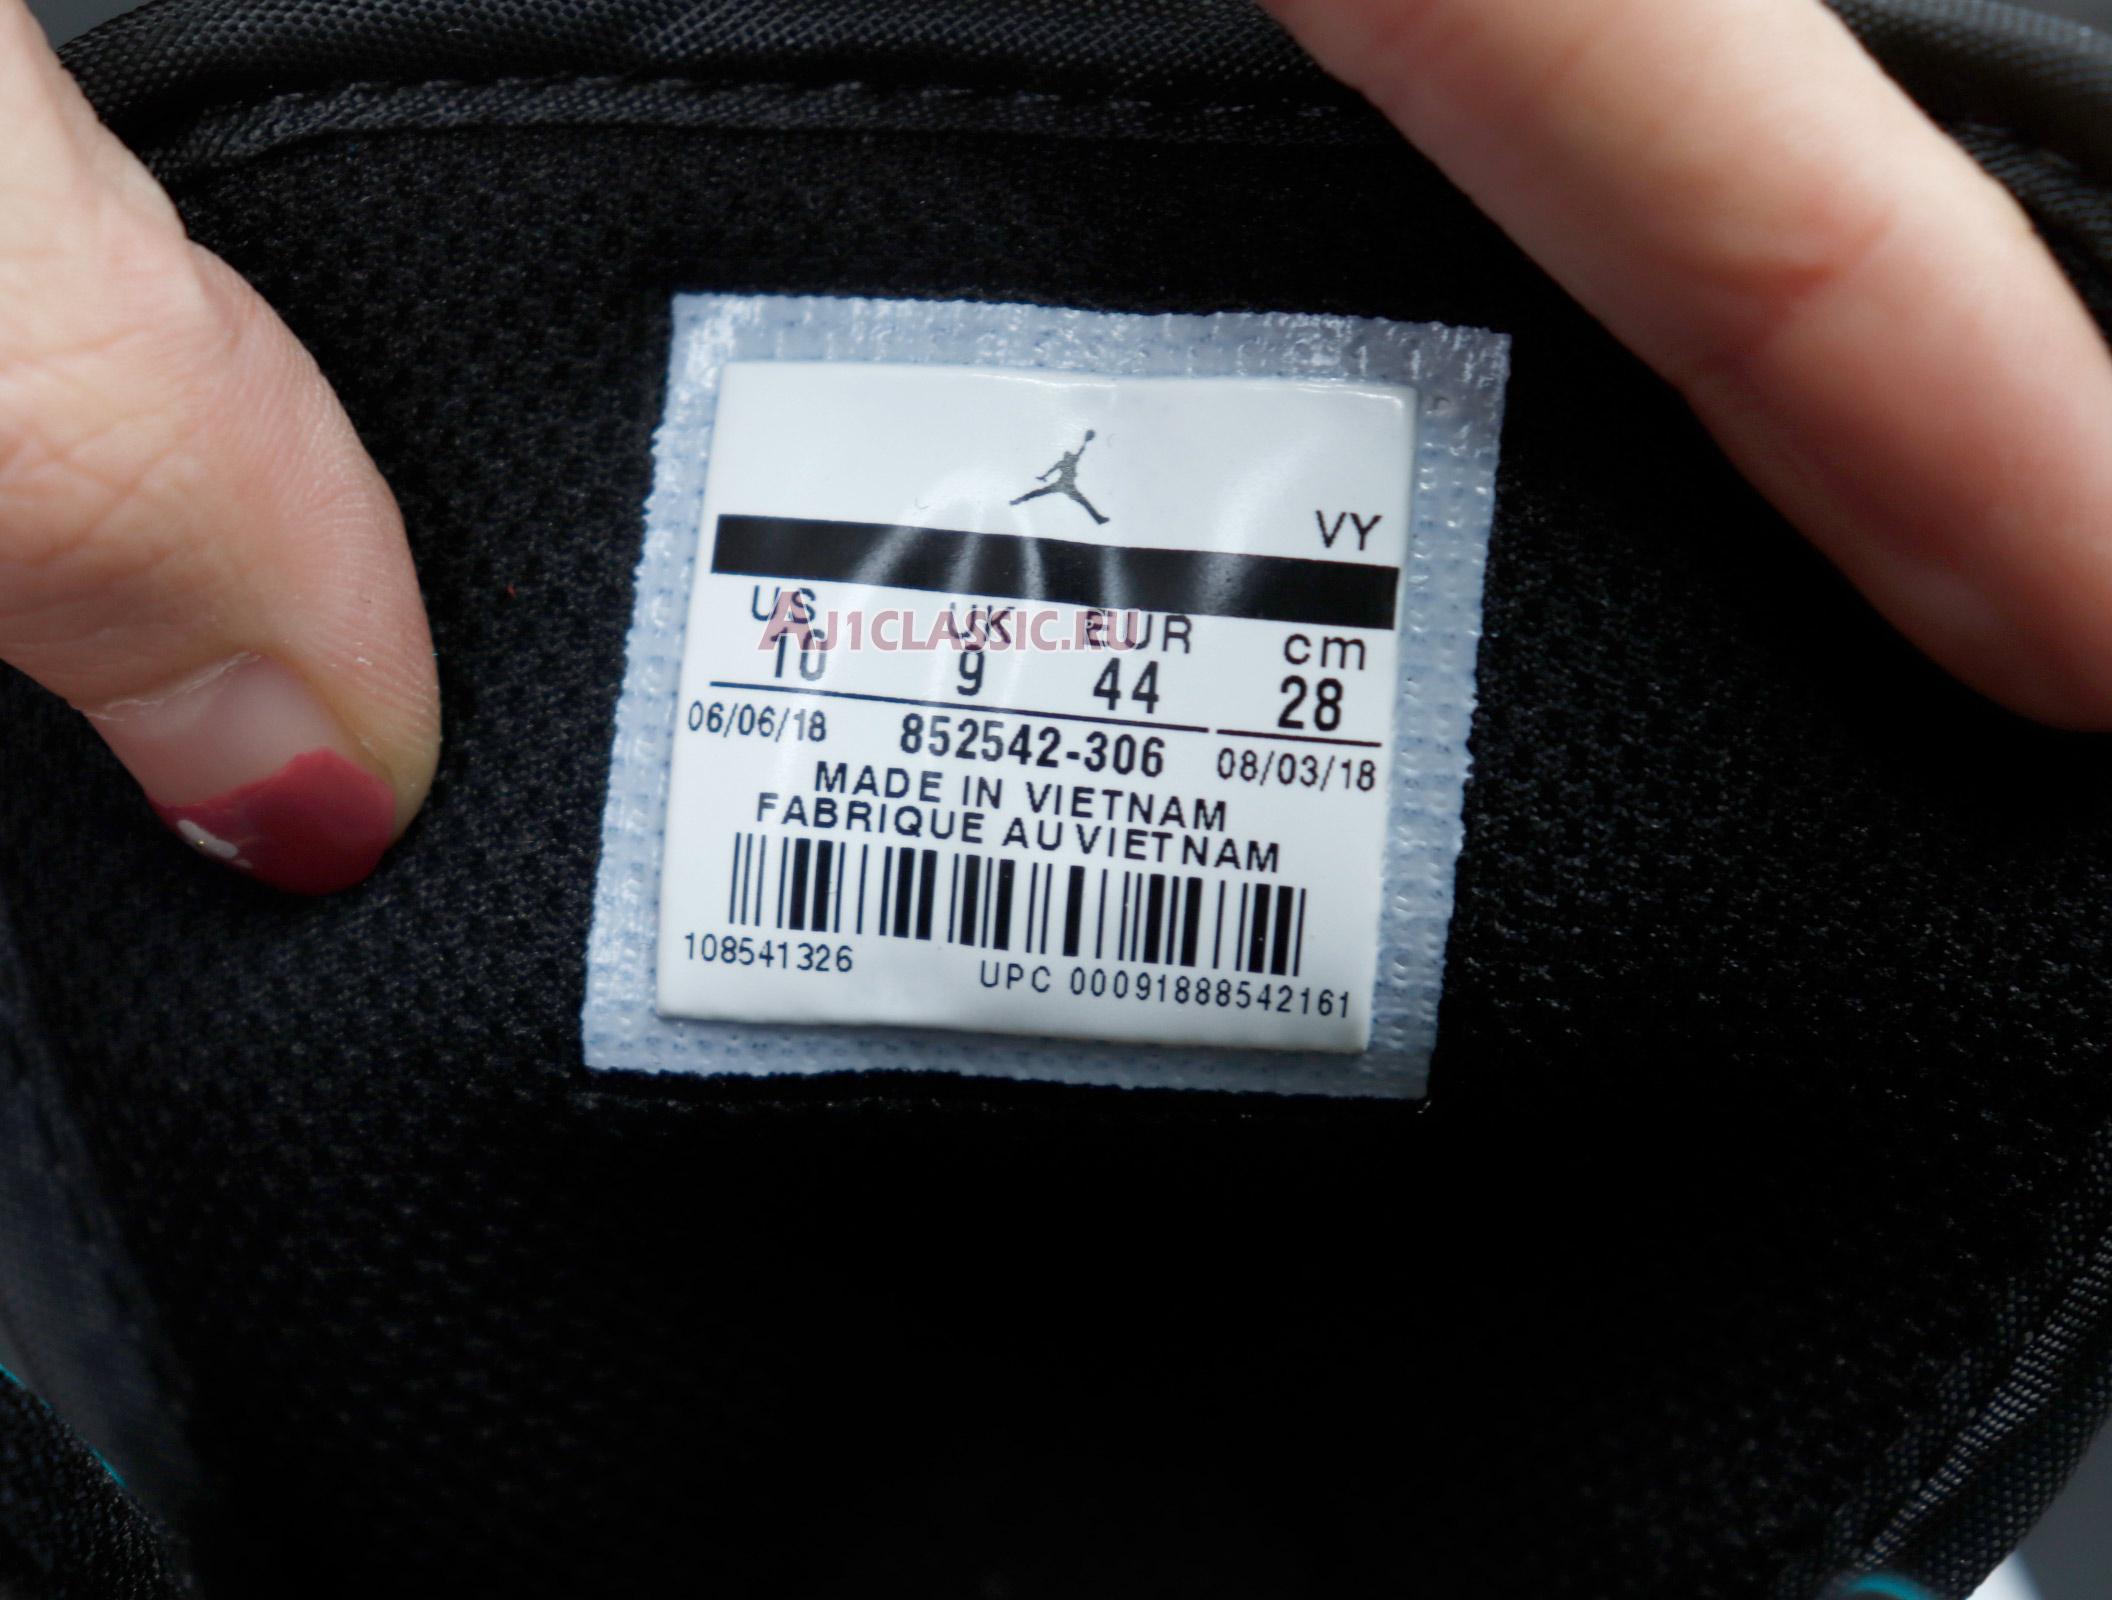 VY
US UK EUR cm
10 9 44 28
AJ1CLASSIC.RU
06/06/18 852542-306 08/03/18
MADE IN VIETNAM
FABRIQUE AU VIETNAM
108541326
UPC 00091888542161